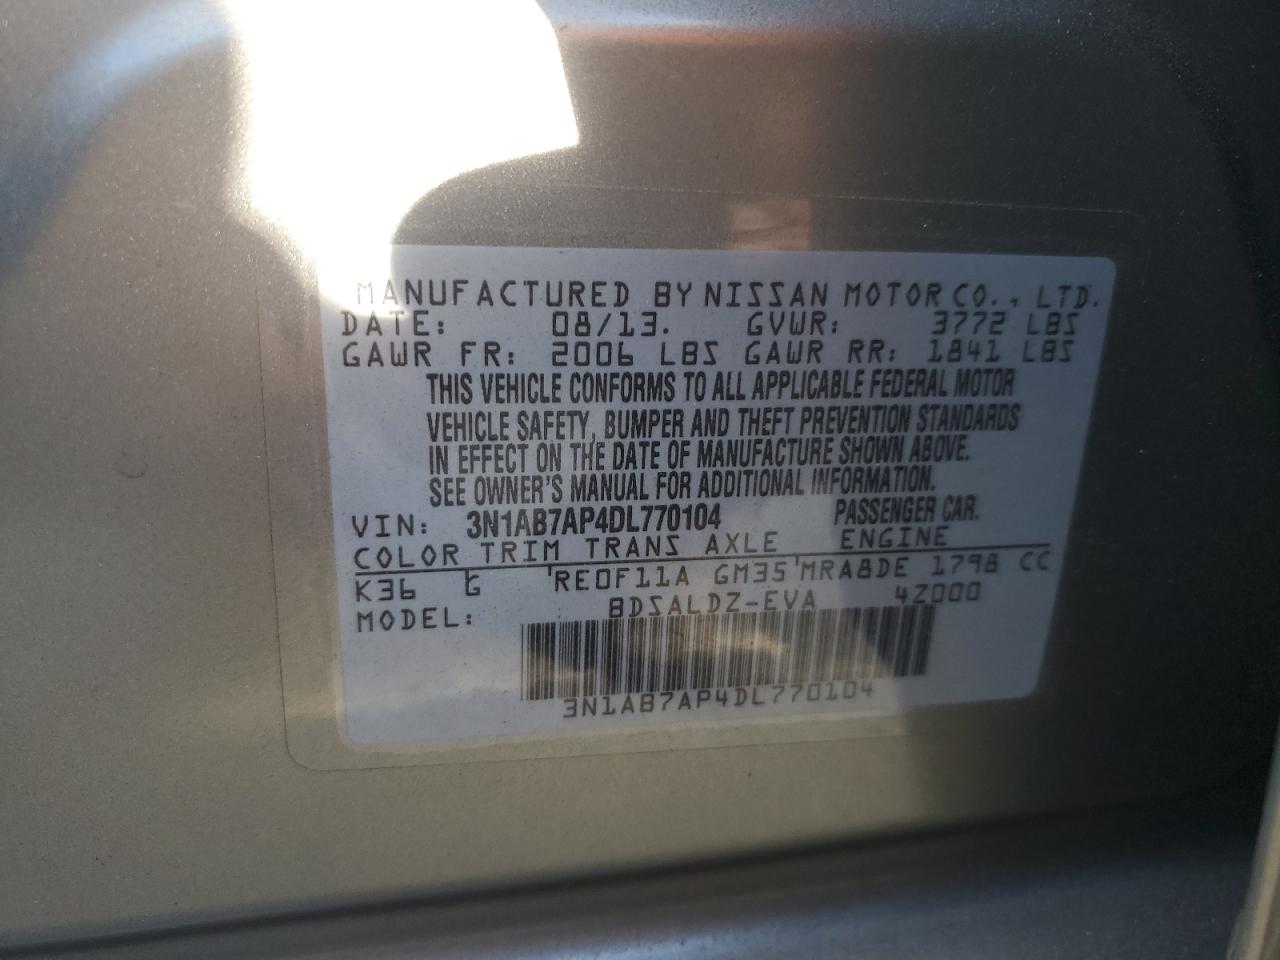 MANUFACTURED BY NISSAN MOTOR CO., LTD.
DATE: 08/13. GVWR: 3772 LBS
GAWR FR: 2006 LBS GAWR RR: 1841 LBS
THIS VEHICLE CONFORMS TO ALL APPLICABLE FEDERAL MOTOR
VEHICLE SAFETY, BUMPER AND THEFT PREVENTION STANDARDS
IN EFFECT ON THE DATE OF MANUFACTURE SHOWN ABOVE.
SEE OWNER'S MANUAL FOR ADDITIONAL INFORMATION.
VIN: 3N1AB7AP4DL770104 PASSENGER CAR.
COLOR TRIM TRANS AXLE ENGINE
K36 G RE0F11A GM35 MRA8DE 1798 CC
MODEL: BDSALDZ-EVA 4Z000
3N1AB7AP4DL770104